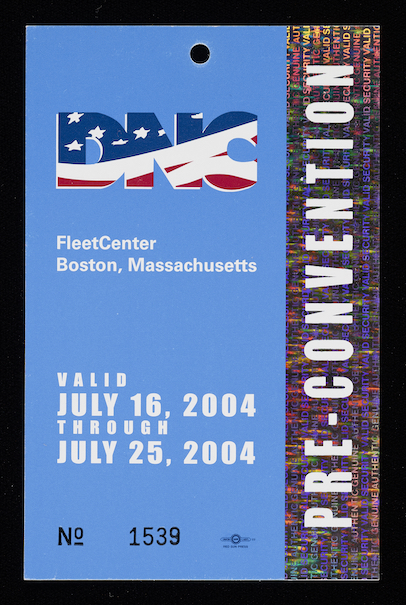 DNC
FleetCenter
Boston, Massachusetts
VALID
JULY 16, 2004
THROUGH
JULY 25, 2004
Nº 1539
PRE-CONVENTION